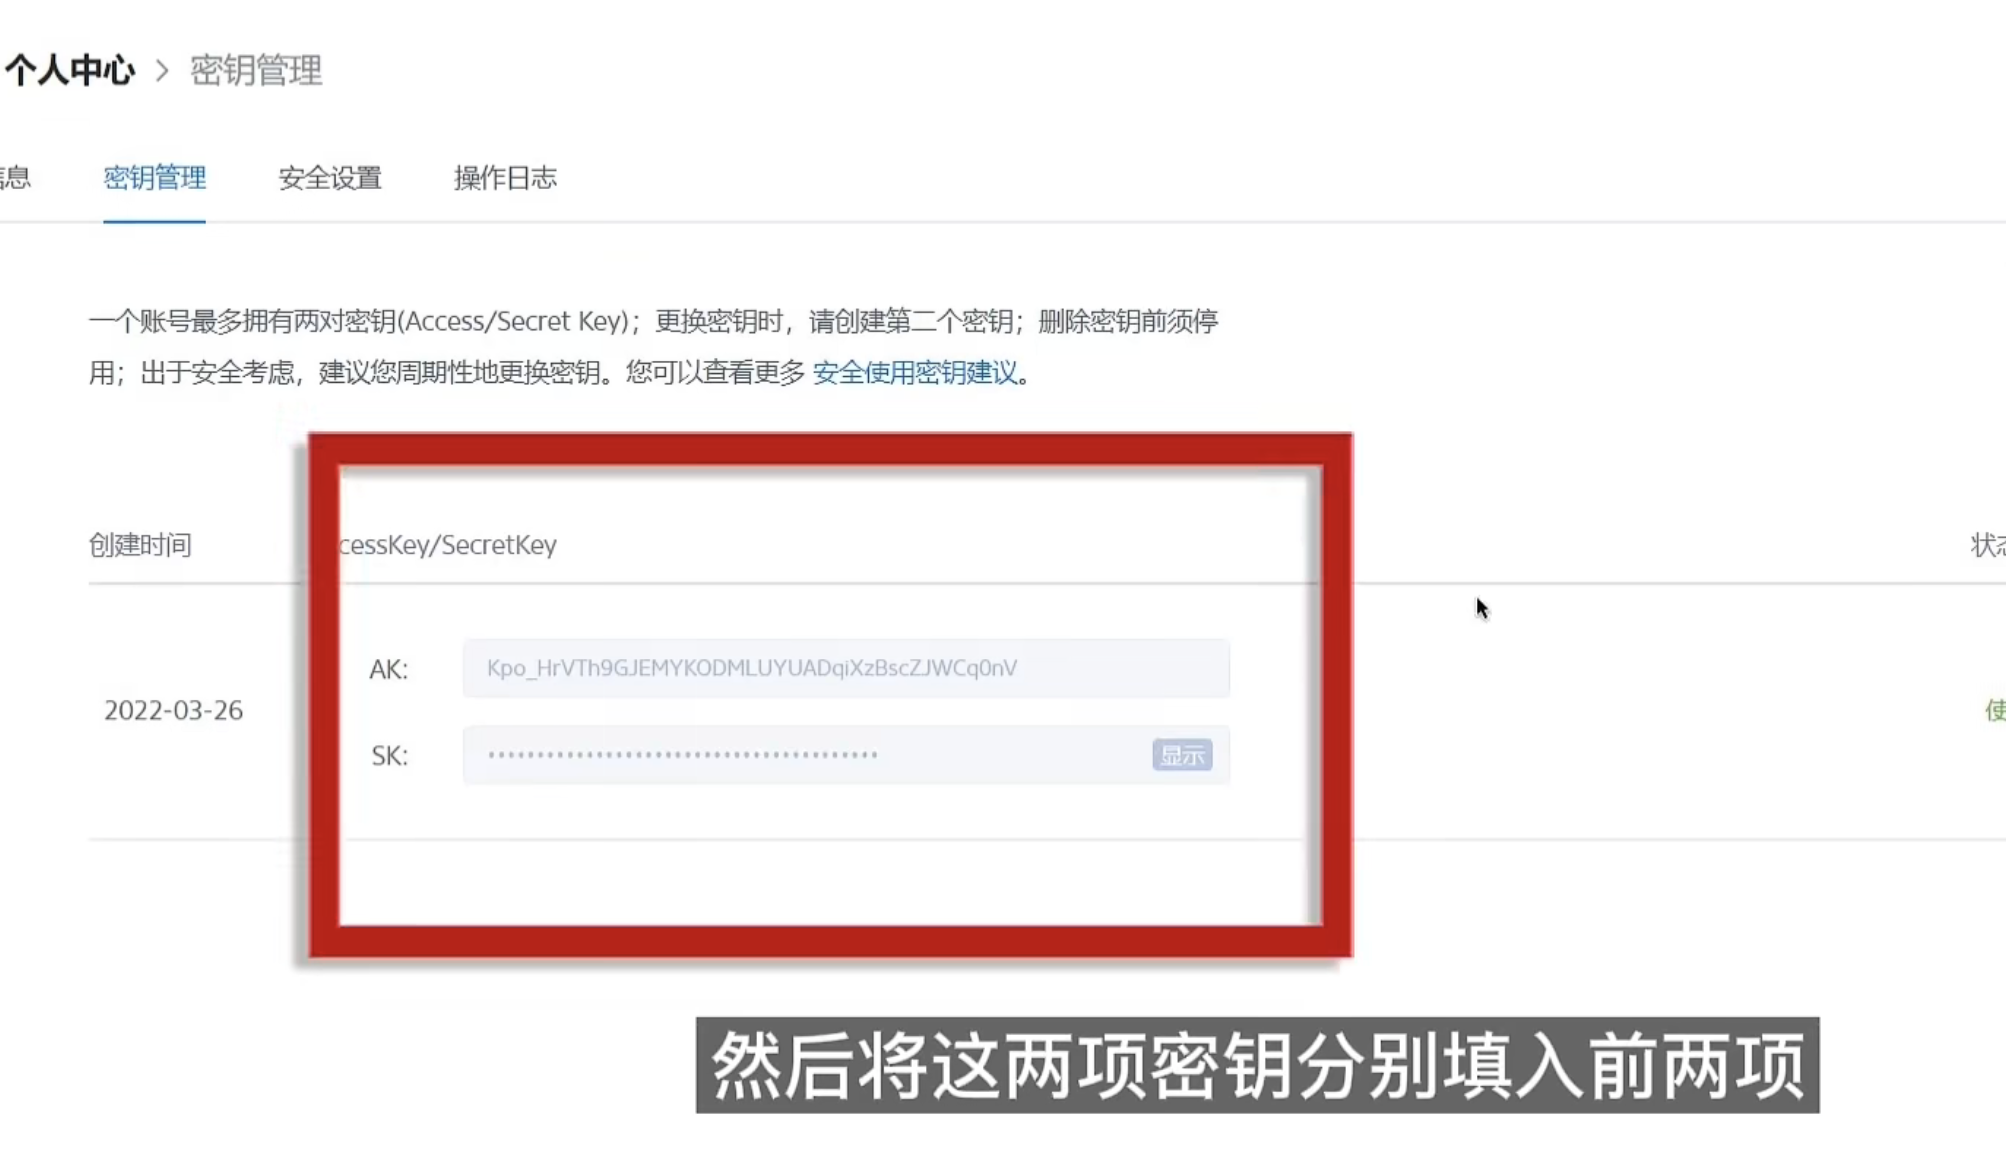 个人中心 > 密钥管理
信息 密钥管理 安全设置 操作日志
一个账号最多拥有两对密钥(Access/Secret Key)；更换密钥时，请创建第二个密钥；删除密钥前须停
用；出于安全考虑，建议您周期性地更换密钥。您可以查看更多 安全使用密钥建议。
创建时间 cessKey/SecretKey 状态
AK: Kpo_HrVTh9GJEMYKODMLUYUADqiXzBscZJWCq0nV
2022-03-26 使
SK: •••••••••••••••••••••••••••••••••••••••• 显示
然后将这两项密钥分别填入前两项